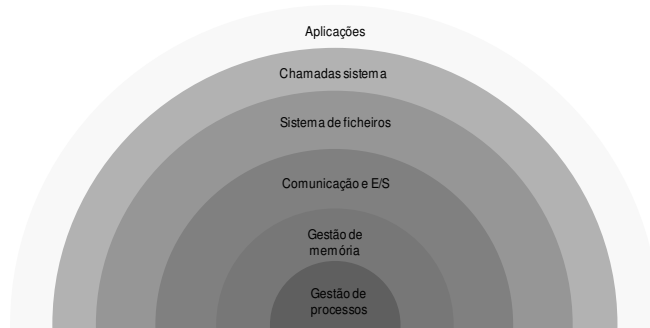 Aplicações
Chamadas sistema
Sistema de ficheiros
Comunicação e E/S
Gestão de
memória
Gestão de
processos